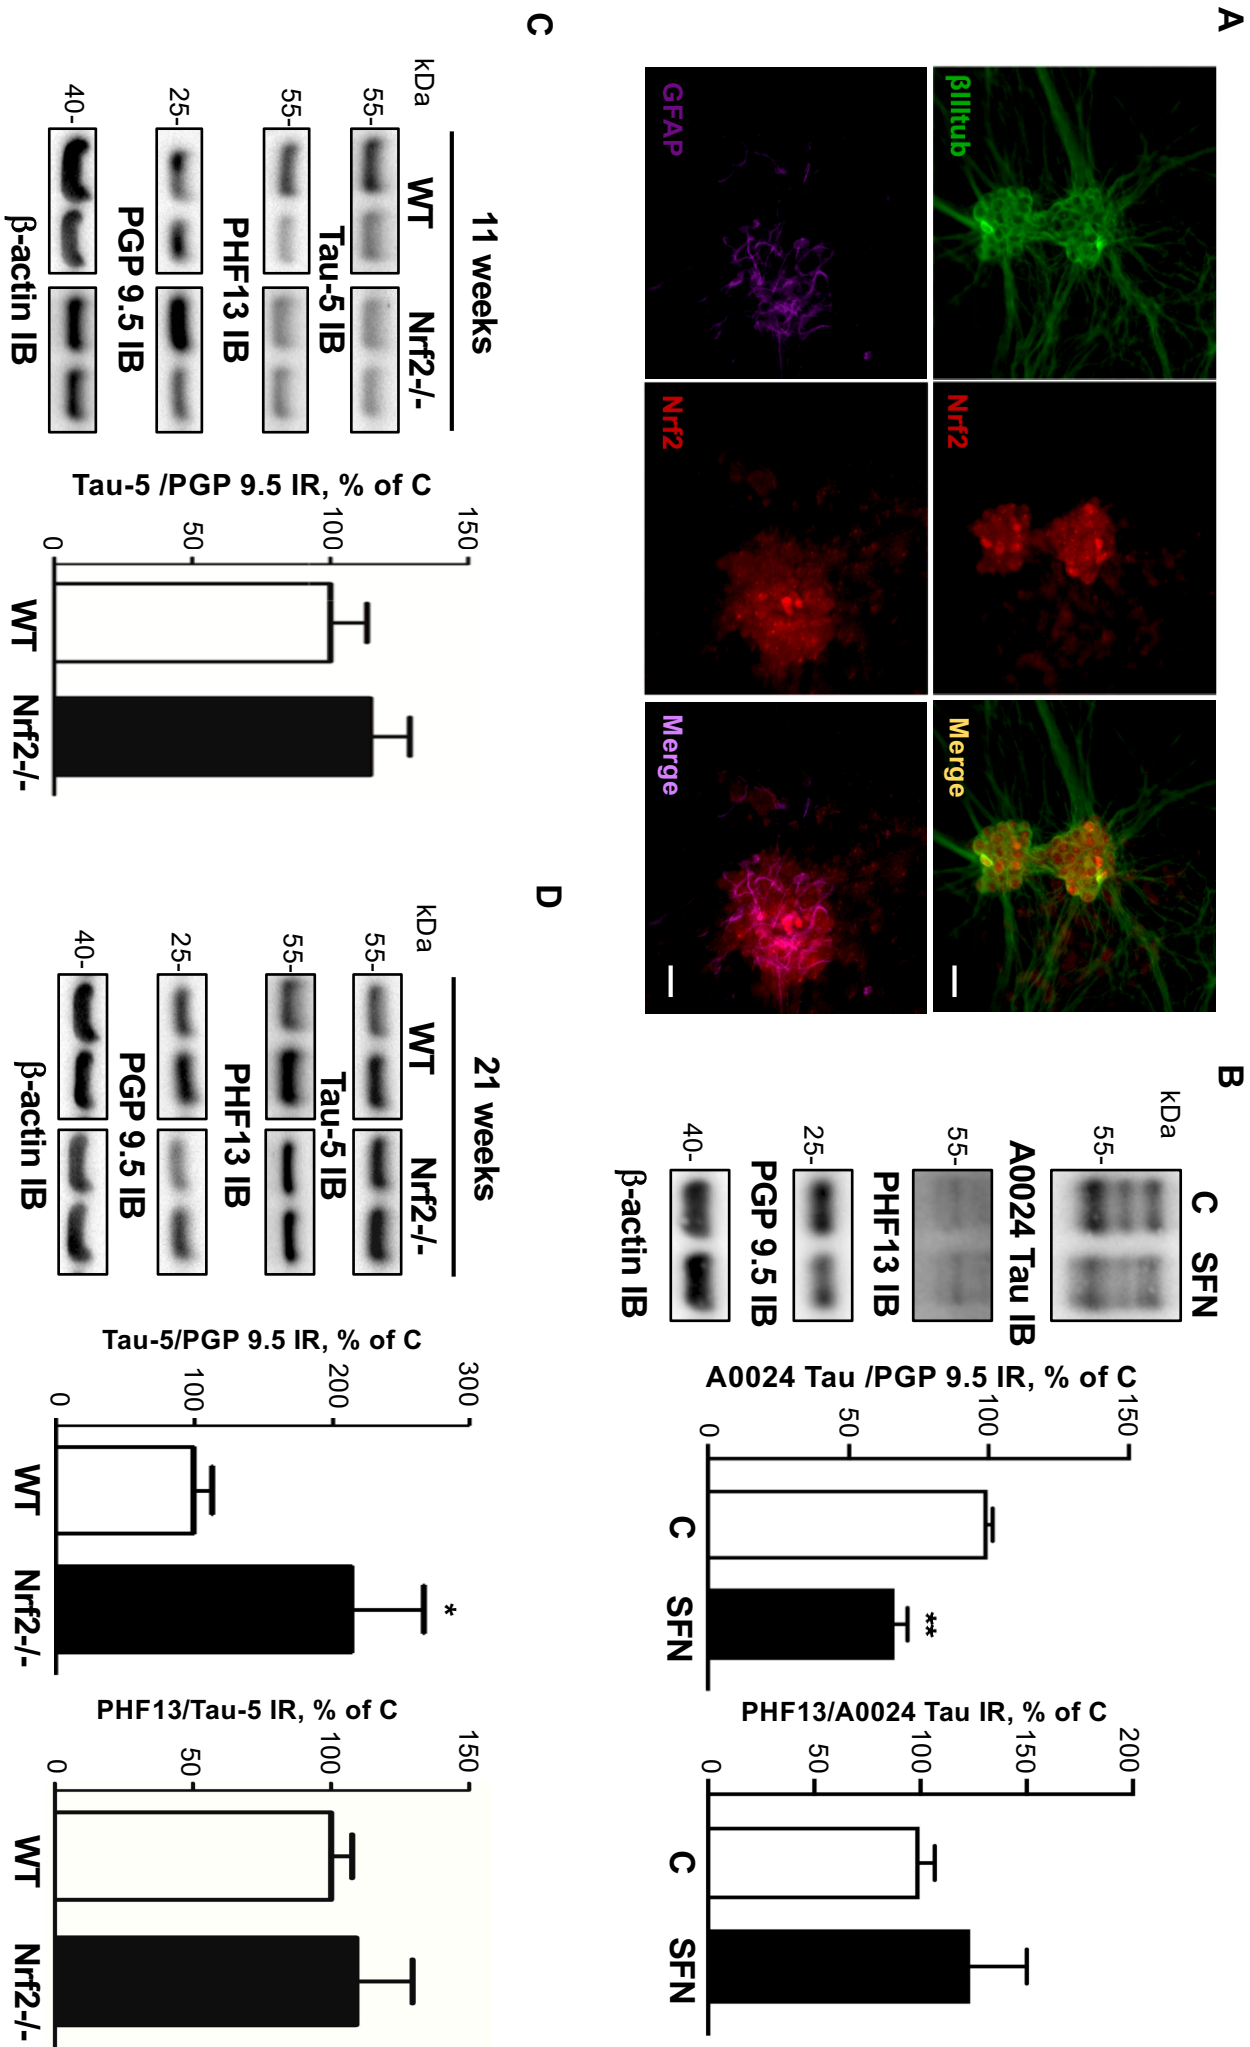 A
βIIItub
Nrf2
Merge
GFAP
Nrf2
Merge
B
kDa
C
SFN
55-
A0024 Tau IB
55-
PHF13 IB
25-
PGP 9.5 IB
40-
β-actin IB
A0024 Tau /PGP 9.5 IR, % of C
150
100
50
0
**
C
SFN
PHF13/A0024 Tau IR, % of C
200
150
100
50
0
C
SFN
C
11 weeks
kDa
WT
Nrf2-/-
55-
Tau-5 IB
55-
PHF13 IB
25-
PGP 9.5 IB
40-
β-actin IB
Tau-5 /PGP 9.5 IR, % of C
150
100
50
0
WT
Nrf2-/-
D
21 weeks
kDa
WT
Nrf2-/-
55-
Tau-5 IB
55-
PHF13 IB
25-
PGP 9.5 IB
40-
β-actin IB
Tau-5/PGP 9.5 IR, % of C
300
200
100
0
*
WT
Nrf2-/-
PHF13/Tau-5 IR, % of C
150
100
50
0
WT
Nrf2-/-